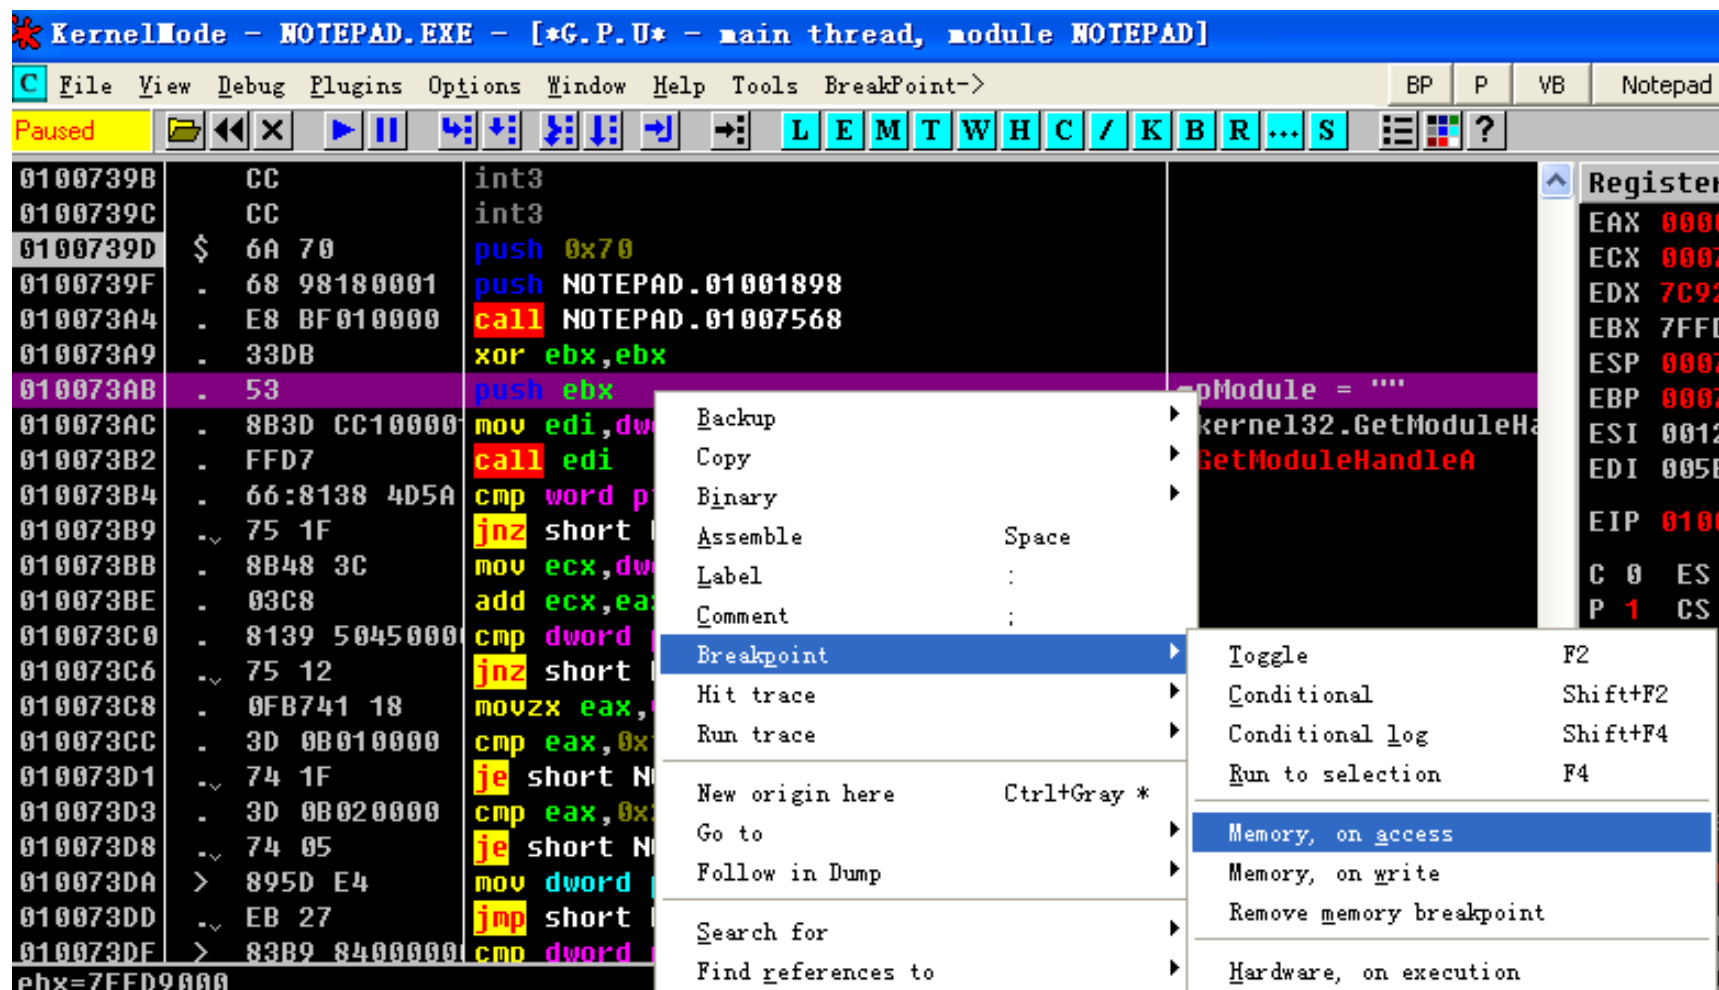 KernelMode - NOTEPAD.EXE - [*G.P.U* - main thread, module NOTEPAD]
C File View Debug Plugins Options Window Help Tools BreakPoint-> BP P VB Notepad
Paused L E M T W H C / K B R ... S ?
0100739B CC int3
0100739C CC int3
0100739D $ 6A 70 push 0x70
0100739F . 68 98180001 push NOTEPAD.01001898
010073A4 . E8 BF010000 call NOTEPAD.01007568
010073A9 . 33DB xor ebx,ebx
010073AB . 53 push ebx pModule = ""
010073AC . 8B3D CC10000 mov edi, kernel32.GetModuleHa
010073B2 . FFD7 call edi GetModuleHandleA
010073B4 . 66:8138 4D5A cmp word
010073B9 . 75 1F jnz short
010073BB . 8B48 3C mov ecx,
010073BE . 03C8 add ecx,ea
010073C0 . 8139 5045000 cmp dword
010073C6 . 75 12 jnz short
010073C8 . 0FB741 18 movzx eax,
010073CC . 3D 0B010000 cmp eax,0x
010073D1 . 74 1F je short
010073D3 . 3D 0B020000 cmp eax,0x
010073D8 . 74 05 je short
010073DA > 895D E4 mov dword
010073DD . EB 27 jmp short
010073DF > 83B9 8400000 cmp dword
ebx=7FFD9000
Register
EAX 000
ECX 000
EDX 7C92
EBX 7FFD
ESP 000
EBP 000
ESI 0012
EDI 005
EIP 010
C 0 ES
P 1 CS
Backup
Copy
Binary
Assemble Space
Label :
Comment ;
Breakpoint
Hit trace
Run trace
New origin here Ctrl+Gray *
Go to
Follow in Dump
Search for
Find references to
Toggle F2
Conditional Shift+F2
Conditional log Shift+F4
Run to selection F4
Memory, on access
Memory, on write
Remove memory breakpoint
Hardware, on execution